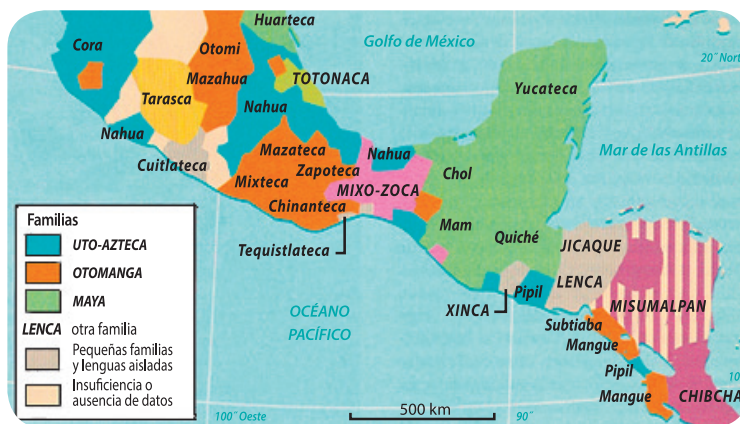 Huarteca
Golfo de México
Cora
Otomi
20° Nort
Mazahua
TOTONACA
Tarasca
Yucateca
Nahua
Nahua
Mar de las Antillas
Mazateca
Nahua
Cuitlateca
Zapoteca
Chol
Mixteca
MIXO-ZOCA
Chinanteca
Mam
Tequistlateca
Quiché
JICAQUE
LENCA
Pipil
XINCA
MISUMALPAN
OCÉANO
PACÍFICO
Subtiaba
Mangue
Pipil
Mangue
CHIBCHA
10
100° Oeste
500 km
90°
Familias
UTO-AZTECA
OTOMANGA
MAYA
LENCA otra familia
Pequeñas familias
y lenguas aisladas
Insuficiencia o
ausencia de datos